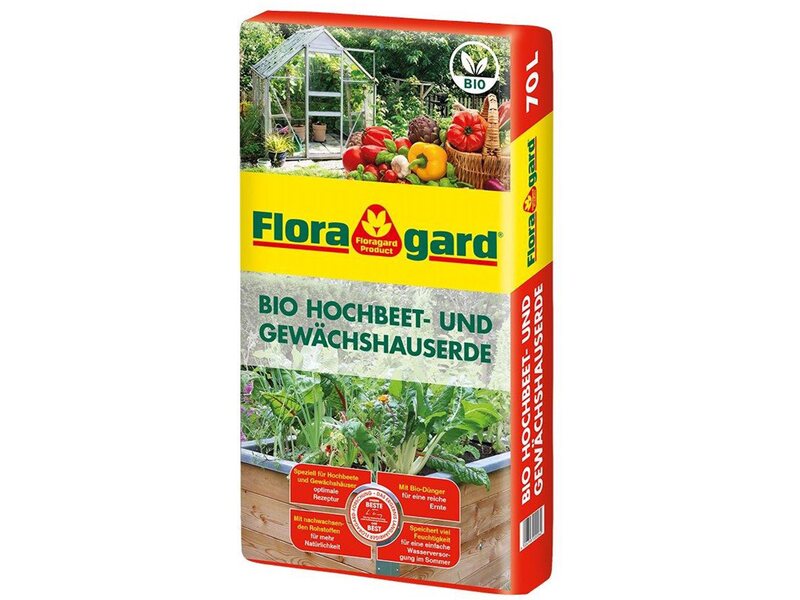 BIO
70 L
Flora gard®
Floragard
Product
BIO HOCHBEET- UND
GEWÄCHSHAUSERDE
Speziell für Hochbeete
und Gewächshäuser
optimale
Rezeptur
Mit Bio-Dünger
für eine reiche
Ernte
Mit nachwachsen-
den Rohstoffen
für mehr
Natürlichkeit
Speichert viel
Feuchtigkeit
für eine einfache
Wasserversor-
gung im Sommer
BESTE
BEST
Flora gard
BIO HOCHBEET- UND
GEWÄCHSHAUSERDE